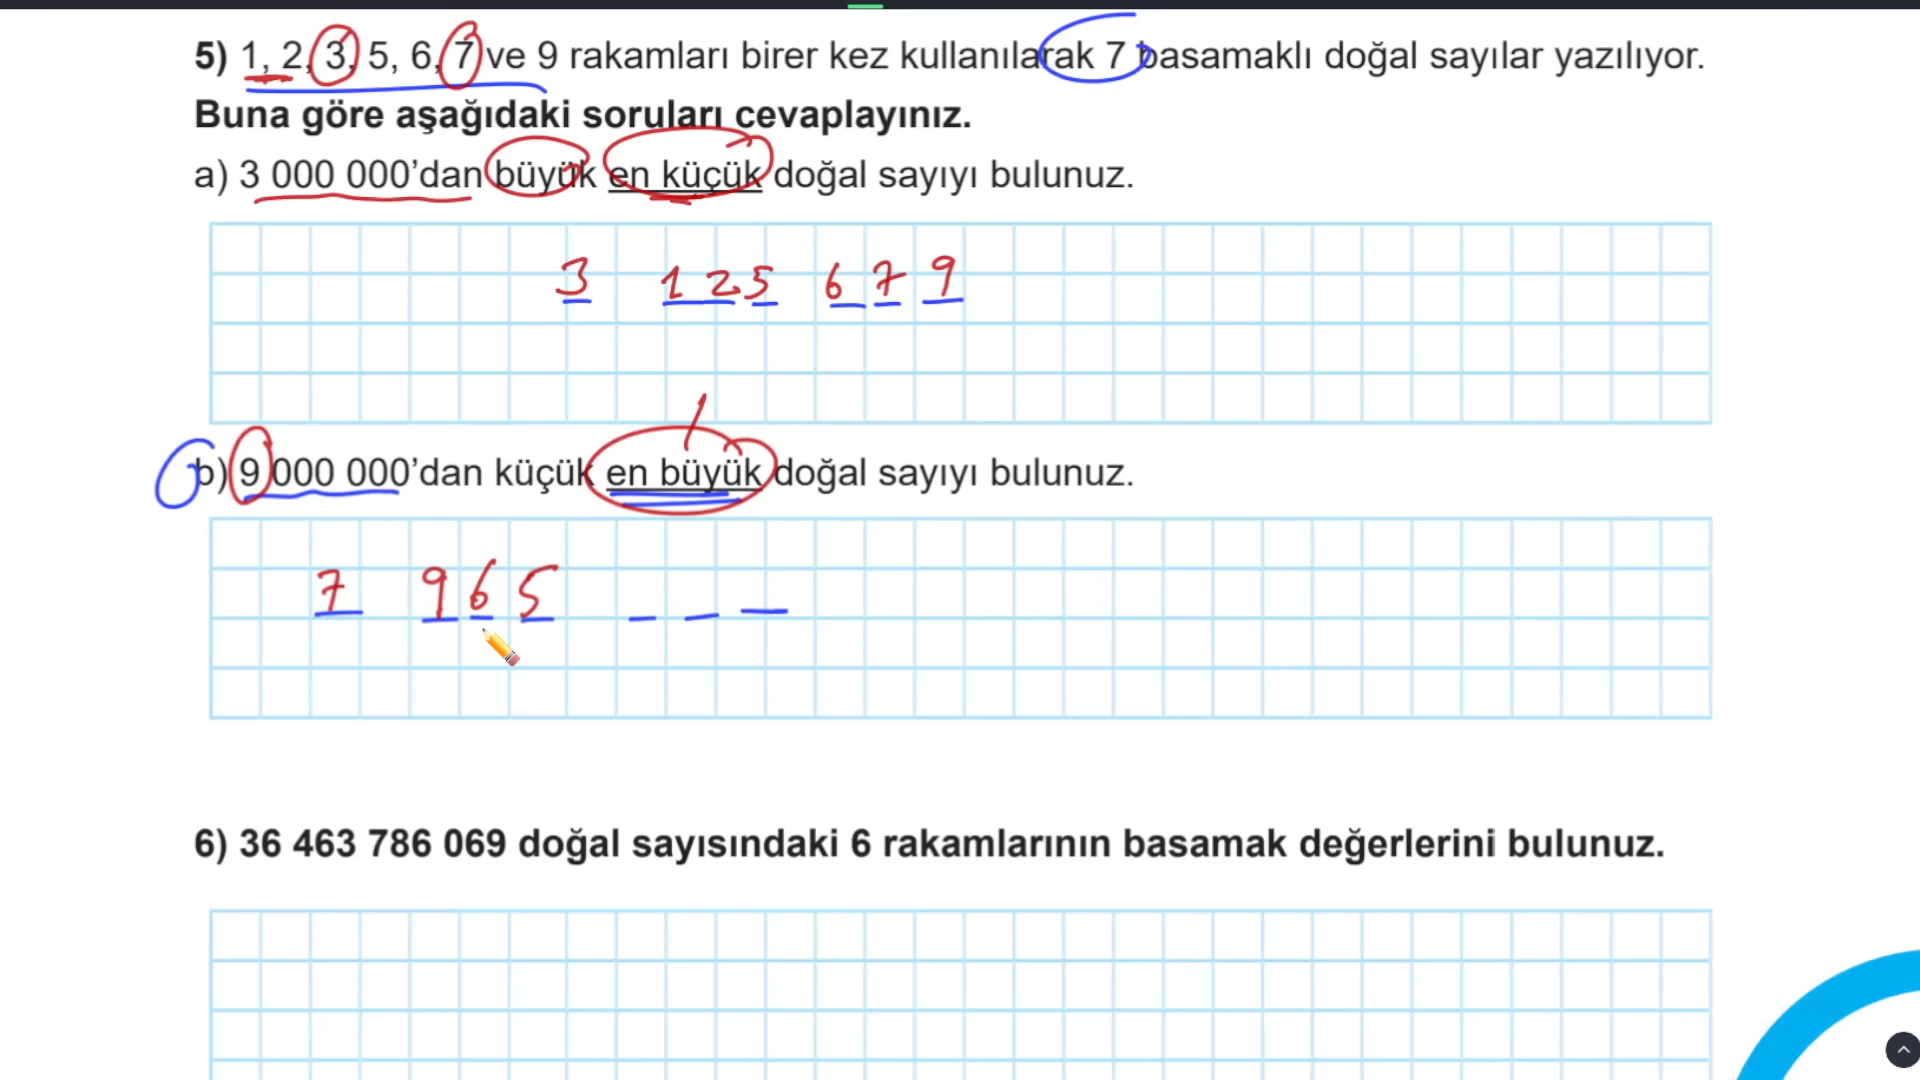 5) 1, 2, 3, 5, 6, 7 ve 9 rakamları birer kez kullanılarak 7 basamaklı doğal sayılar yazılıyor.
Buna göre aşağıdaki soruları cevaplayınız.
a) 3 000 000’dan büyük en küçük doğal sayıyı bulunuz.
3 125 679
b) 9 000 000’dan küçük en büyük doğal sayıyı bulunuz.
7 965
6) 36 463 786 069 doğal sayısındaki 6 rakamlarının basamak değerlerini bulunuz.